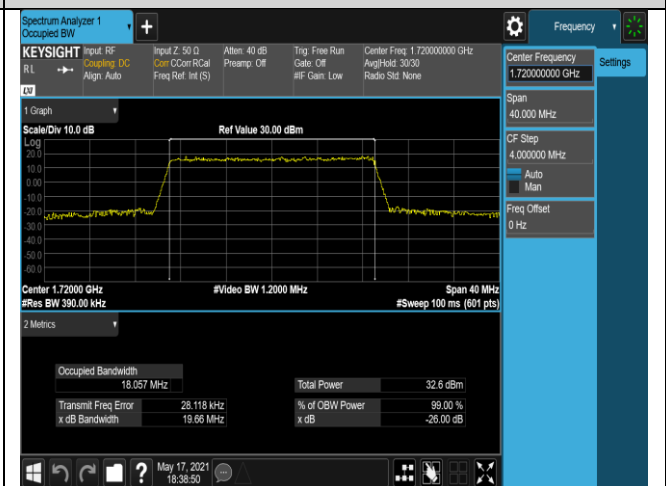 Spectrum Analyzer 1
Occupied BW
+
Frequency
KEYSIGHT
Input: RF
Coupling: DC
Align: Auto
Input Z: 50 Ω
Corr CCorr RCal
Freq Ref: Int (S)
Atten: 40 dB
Preamp: Off
Trig: Free Run
Gate: Off
#IF Gain: Low
Center Freq: 1.720000000 GHz
Avg|Hold: 30/30
Radio Std: None
RL
LXI
Center Frequency
1.720000000 GHz
Settings
Span
40.000 MHz
CF Step
4.000000 MHz
Auto
Man
Freq Offset
0 Hz
1 Graph
Scale/Div 10.0 dB
Ref Value 30.00 dBm
Log
20.0
10.0
0.00
-10.0
-20.0
-30.0
-40.0
-50.0
-60.0
Center 1.72000 GHz
#Video BW 1.2000 MHz
Span 40 MHz
#Res BW 390.00 kHz
#Sweep 100 ms (601 pts)
2 Metrics
Occupied Bandwidth
18.057 MHz
Total Power
32.6 dBm
Transmit Freq Error
28.118 kHz
% of OBW Power
99.00 %
x dB Bandwidth
19.66 MHz
x dB
-26.00 dB
?
May 17, 2021
18:38:50